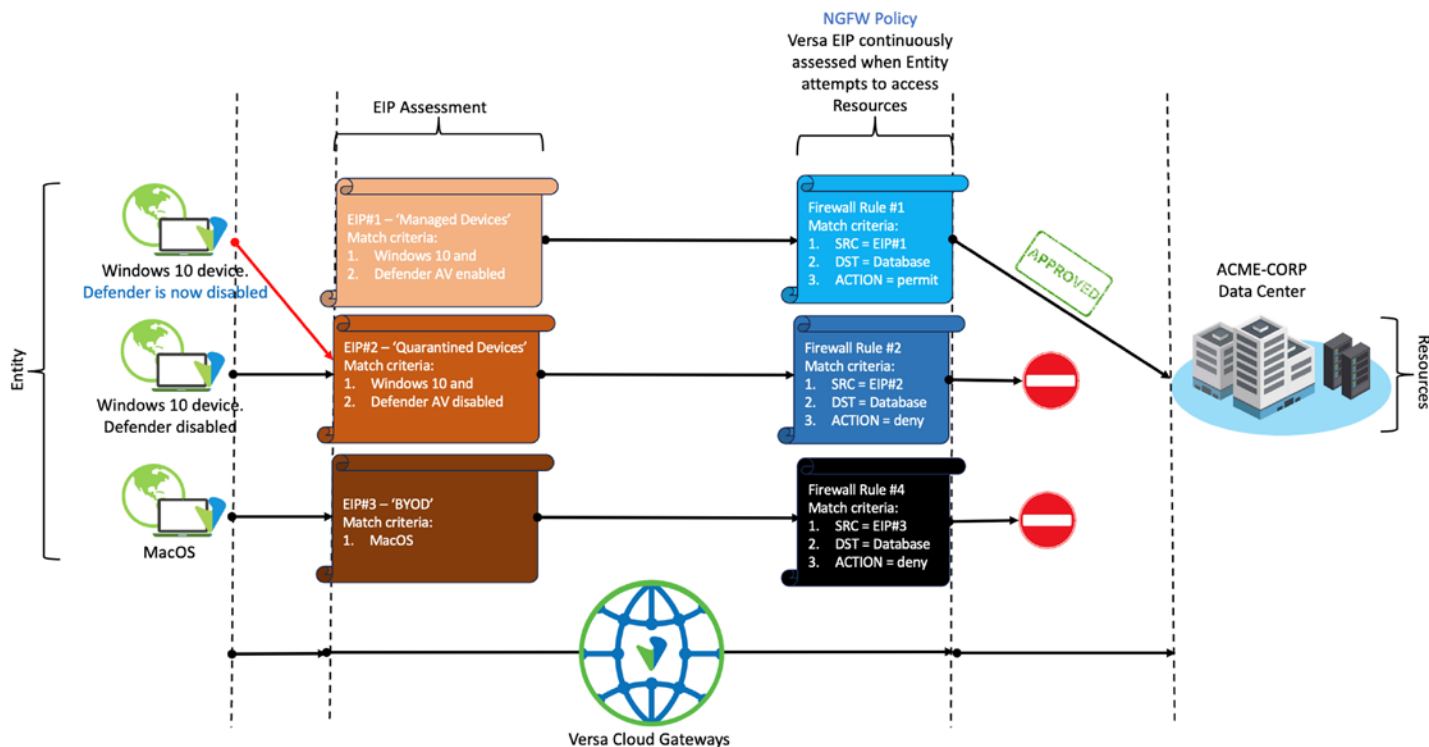 NGFW Policy
Versa EIP continuously
assessed when Entity
attempts to access
Resources
EIP Assessment
Entity
Windows 10 device.
Defender is now disabled
EIP#1 – 'Managed Devices'
Match criteria:
1. Windows 10 and
2. Defender AV enabled
Firewall Rule #1
Match criteria:
1. SRC = EIP#1
2. DST = Database
3. ACTION = permit
APPROVED
ACME-CORP
Data Center
Resources
Windows 10 device.
Defender disabled
EIP#2 – 'Quarantined Devices'
Match criteria:
1. Windows 10 and
2. Defender AV disabled
Firewall Rule #2
Match criteria:
1. SRC = EIP#2
2. DST = Database
3. ACTION = deny
MacOS
EIP#3 – 'BYOD'
Match criteria:
1. MacOS
Firewall Rule #4
Match criteria:
1. SRC = EIP#3
2. DST = Database
3. ACTION = deny
Versa Cloud Gateways